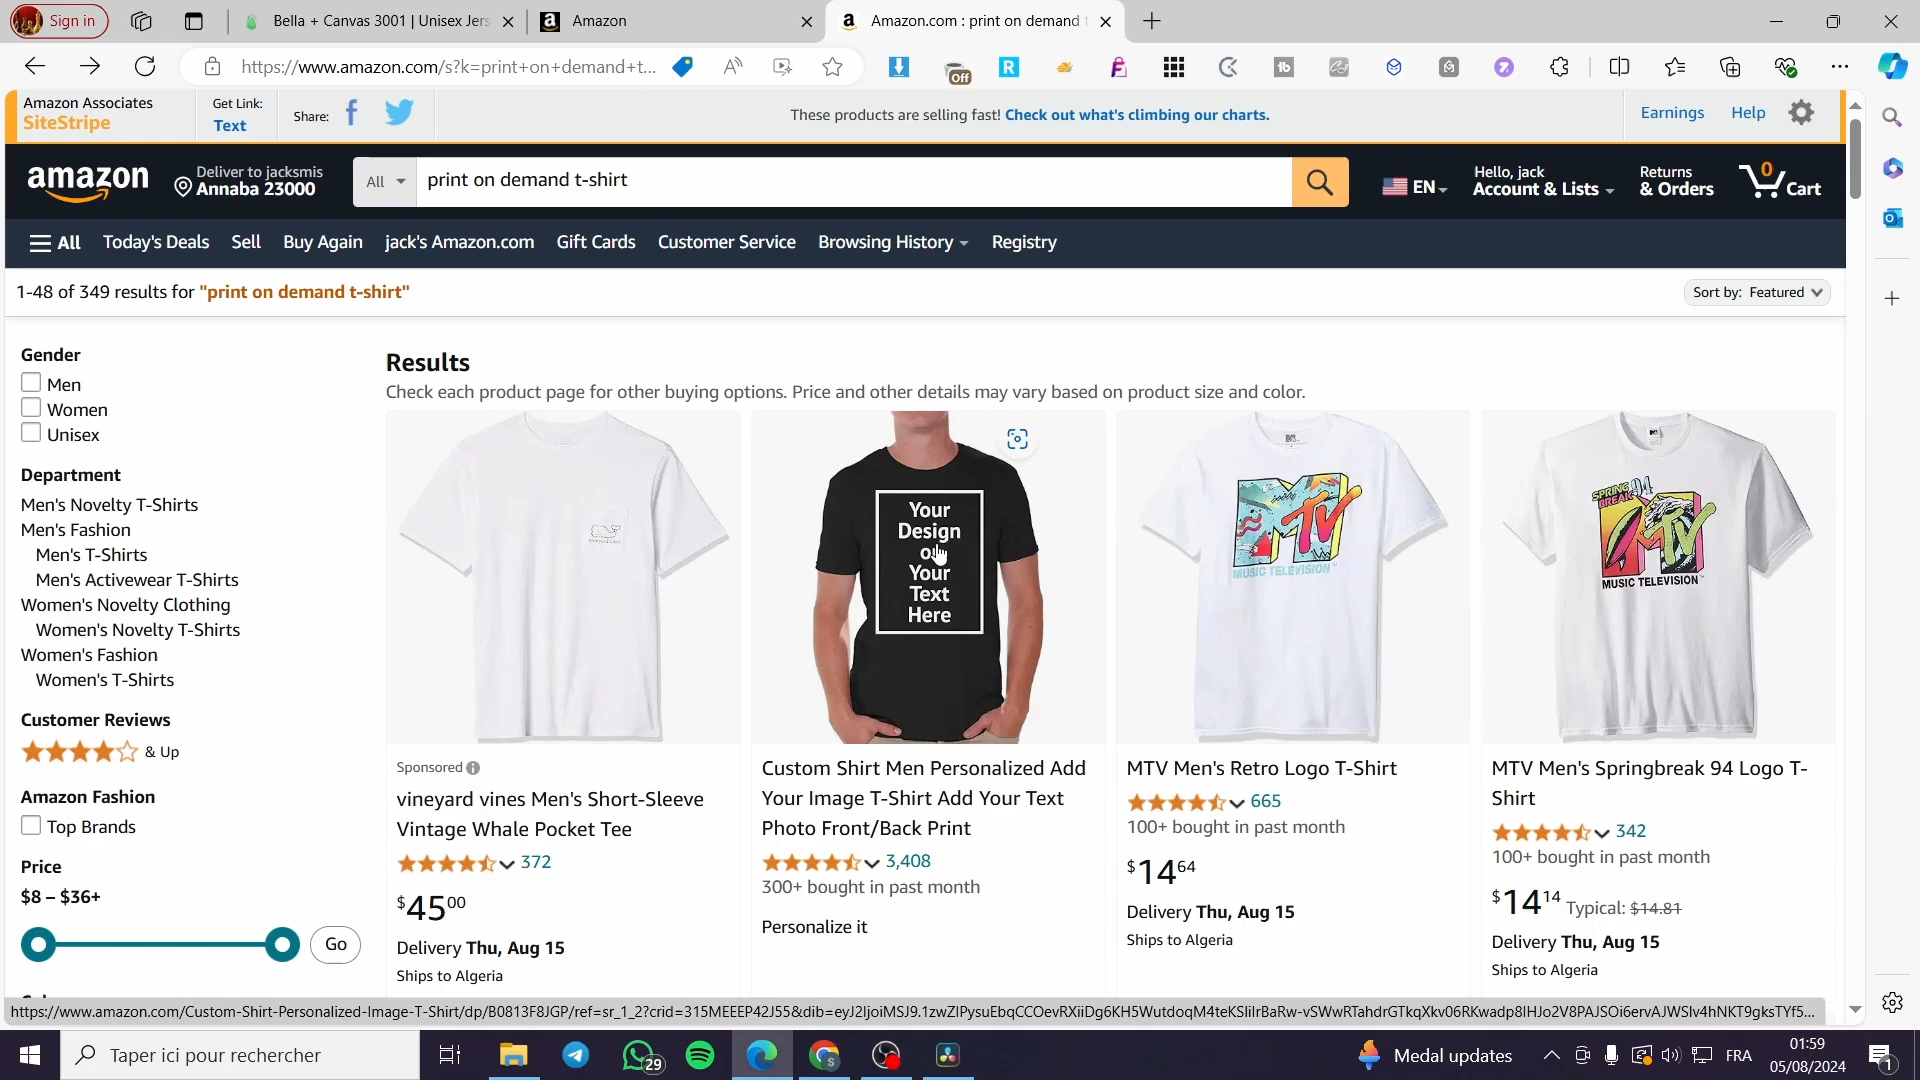 Sign in
Bella + Canvas 3001 | Unisex Jers
Amazon
Amazon.com : print on demand
https://www.amazon.com/s?k=print+on+demand+t...
Off
Amazon Associates
SiteStripe
Get Link:
Text
Share:
These products are selling fast! Check out what's climbing our charts.
Earnings
Help
amazon
Deliver to jacksmis
Annaba 23000
All
print on demand t-shirt
EN
Hello, jack
Account & Lists
Returns
& Orders
0
Cart
All
Today's Deals
Sell
Buy Again
jack's Amazon.com
Gift Cards
Customer Service
Browsing History
Registry
1-48 of 349 results for "print on demand t-shirt"
Sort by: Featured
Gender
Men
Women
Unisex
Department
Men's Novelty T-Shirts
Men's Fashion
Men's T-Shirts
Men's Activewear T-Shirts
Women's Novelty Clothing
Women's Novelty T-Shirts
Women's Fashion
Women's T-Shirts
Customer Reviews
& Up
Amazon Fashion
Top Brands
Price
$8 – $36+
Go
Results
Check each product page for other buying options. Price and other details may vary based on product size and color.
Sponsored
vineyard vines Men's Short-Sleeve
Vintage Whale Pocket Tee
372
$4500
Delivery Thu, Aug 15
Ships to Algeria
Your
Design
Your
Text
Here
Custom Shirt Men Personalized Add
Your Image T-Shirt Add Your Text
Photo Front/Back Print
3,408
300+ bought in past month
Personalize it
MTV
MUSIC TELEVISION
MTV Men's Retro Logo T-Shirt
665
100+ bought in past month
$1464
Delivery Thu, Aug 15
Ships to Algeria
SPRING
BREAK '94
MTV
MUSIC TELEVISION
MTV Men's Springbreak 94 Logo T-
Shirt
342
100+ bought in past month
$1414 Typical: $14.81
Delivery Thu, Aug 15
Ships to Algeria
Taper ici pour rechercher
29
Medal updates
FRA
01:59
05/08/2024
1